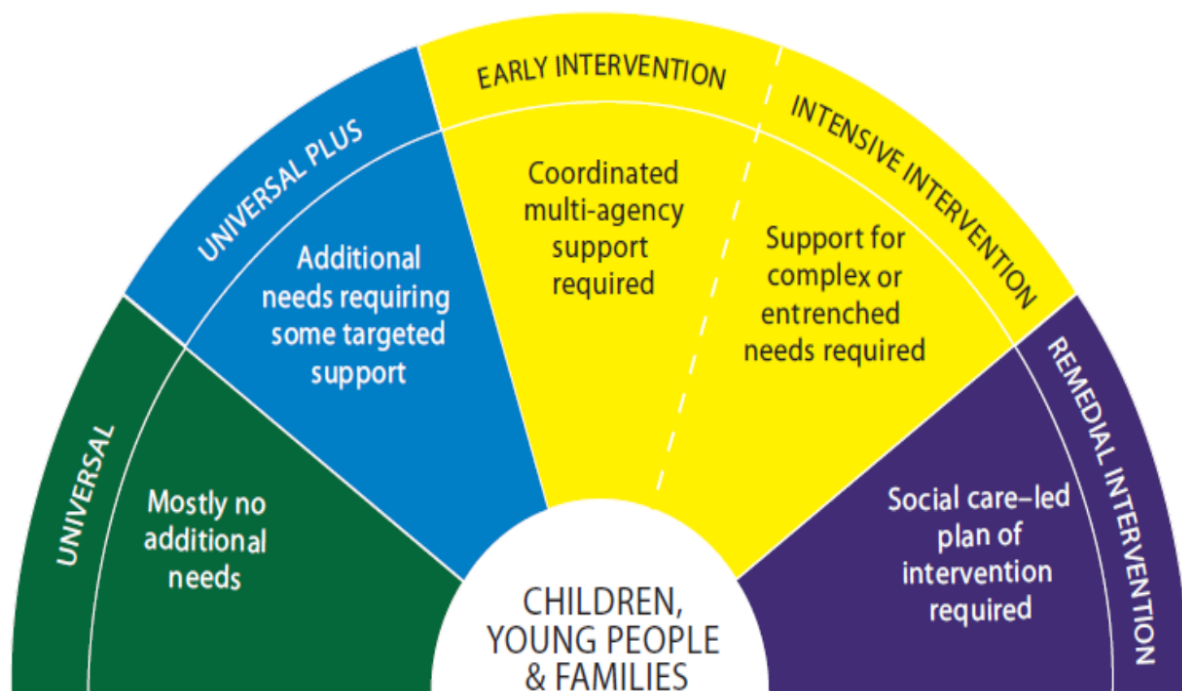 UNIVERSAL
Mostly no
additional
needs
UNIVERSAL PLUS
Additional
needs requiring
some targeted
support
EARLY INTERVENTION
Coordinated
multi-agency
support
required
INTENSIVE INTERVENTION
Support for
complex or
entrenched
needs required
REMEDIAL INTERVENTION
Social care–led
plan of
intervention
required
CHILDREN,
YOUNG PEOPLE
& FAMILIES